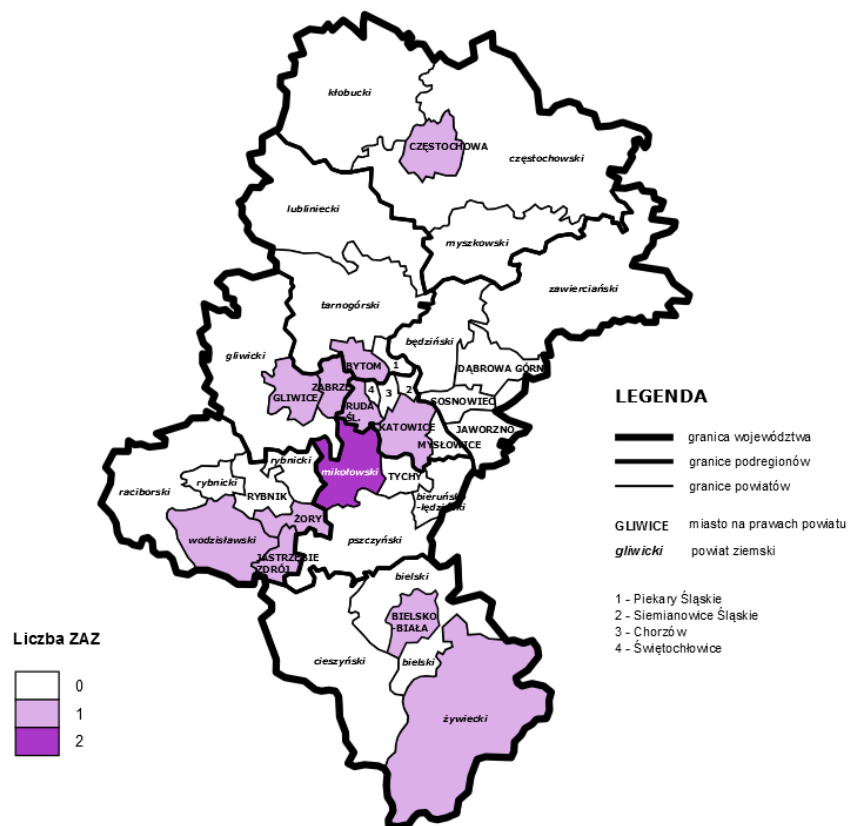 kłobucki
CZĘSTOCHOWA
częstochowski
lubliniecki
myszkowski
zawierciański
tarnogórski
będziński
gliwicki
BYTOM
1
DĄBROWA GÓRN
ZABRZE
GLIWICE
4
3
2
RUDA
ŚL.
SOSNOWIEC
KATOWICE
JAWORZNO
MYSŁOWICE
rybnicki
mikołowski
TYCHY
raciborski
rybnicki
RYBNIK
bieruńsko
-lędziński
ŻORY
wodzisławski
pszczyński
JASTRZĘBIE
ZDRÓJ
bielski
BIELSKO
-BIAŁA
cieszyński
bielski
żywiecki
LEGENDA
granica województwa
granice podregionów
granice powiatów
GLIWICE miasto na prawach powiatu
gliwicki powiat ziemski
1 - Piekary Śląskie
2 - Siemianowice Śląskie
3 - Chorzów
4 - Świętochłowice
Liczba ZAZ
0
1
2